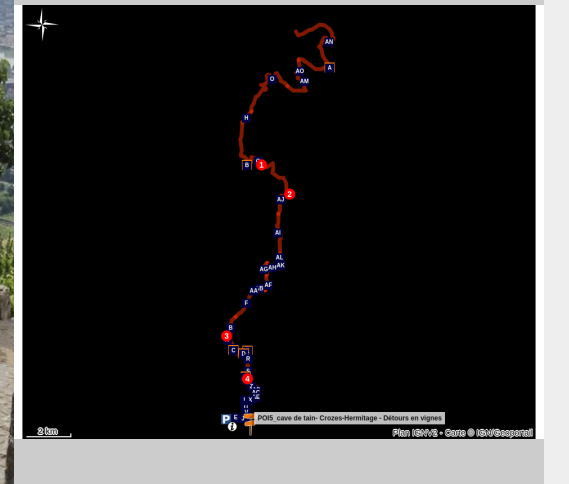 AN
A
AO
AM
O
H
B
1
2
AJ
AI
AL
AG AH AK
AF
AA
F
B
3
C
D
R
4
P
E
i
POI5_cave de tain- Crozes-Hermitage - Détours en vignes
2 km
Plan IGNV2 - Carte © IGN/Geoportail